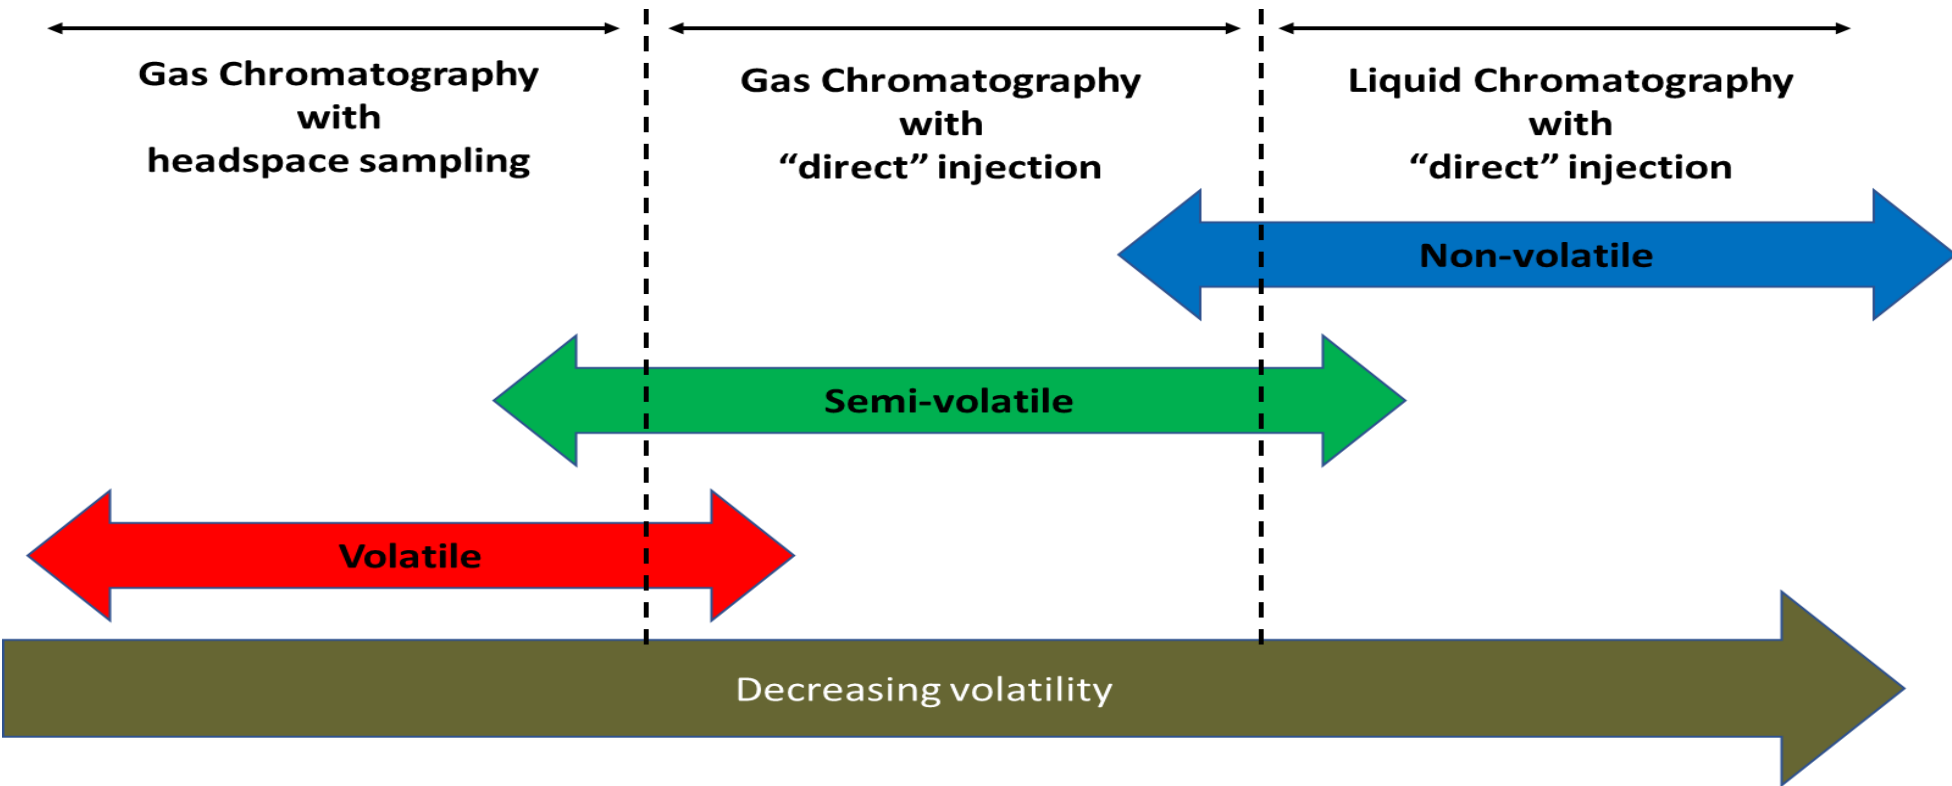 Gas Chromatography
with
headspace sampling
Gas Chromatography
with
“direct” injection
Liquid Chromatography
with
“direct” injection
Non-volatile
Semi-volatile
Volatile
Decreasing volatility